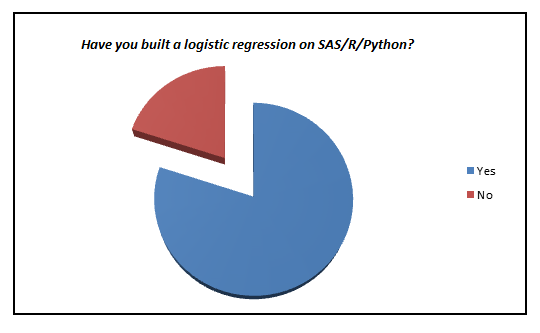 Have you built a logistic regression on SAS/R/Python?
Yes
No